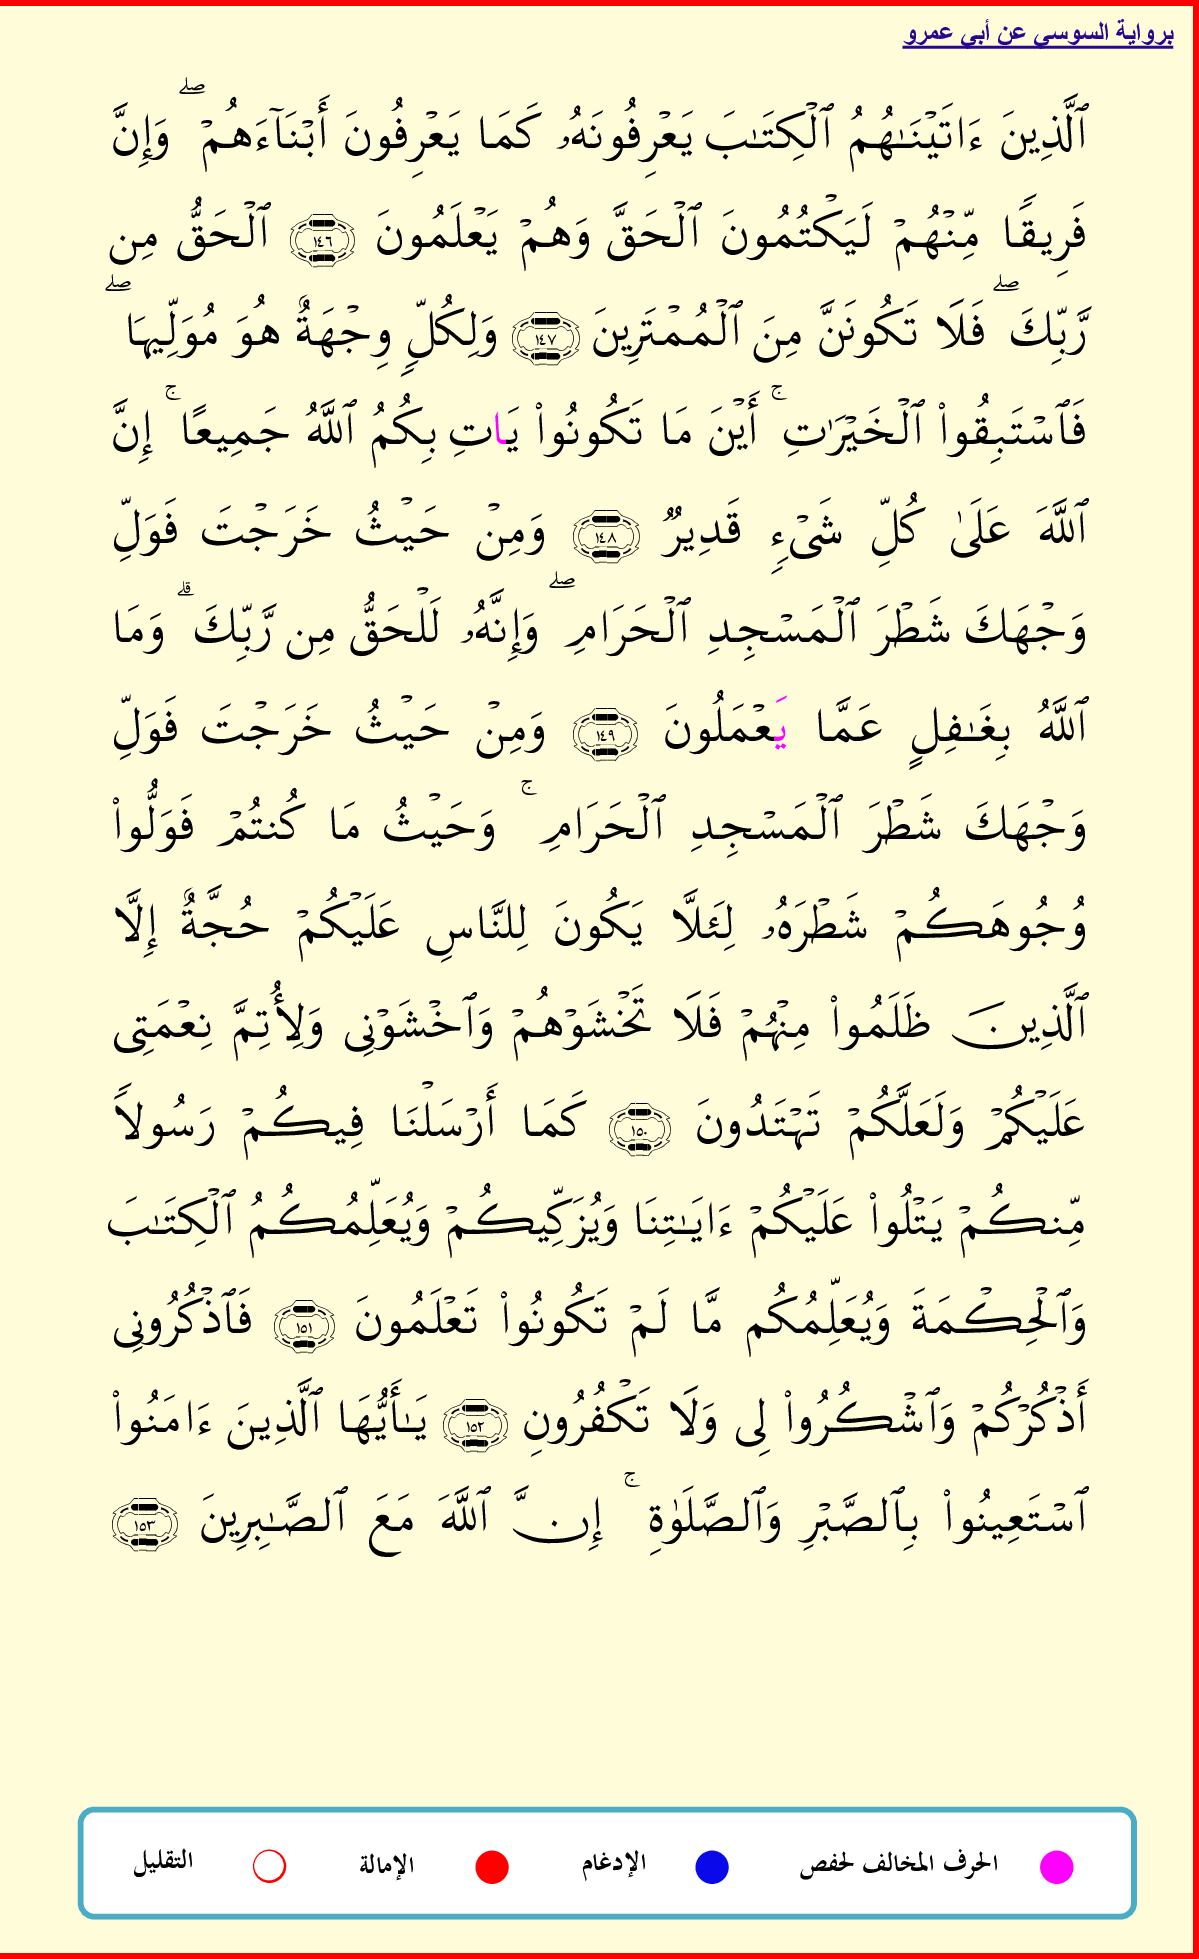 برواية السوسي عن أبي عمرو
ٱلَّذِينَ ءَاتَيۡنَٰهُمُ ٱلۡكِتَٰبَ يَعۡرِفُونَهُۥ كَمَا يَعۡرِفُونَ أَبۡنَآءَهُمۡۖ وَإِنَّ
فَرِيقٗا مِّنۡهُمۡ لَيَكۡتُمُونَ ٱلۡحَقَّ وَهُمۡ يَعۡلَمُونَ ١٤٦ ٱلۡحَقُّ مِن
رَّبِّكَۖ فَلَا تَكُونَنَّ مِنَ ٱلۡمُمۡتَرِينَ ١٤٧ وَلِكُلّٖ وِجۡهَةٌ هُوَ مُوَلِّيهَاۖ
فَٱسۡتَبِقُواْ ٱلۡخَيۡرَٰتِۚ أَيۡنَ مَا تَكُونُواْ يَاتِ بِكُمُ ٱللَّهُ جَمِيعًاۚ إِنَّ
ٱللَّهَ عَلَىٰ كُلِّ شَيۡءٖ قَدِيرٞ ١٤٨ وَمِنۡ حَيۡثُ خَرَجۡتَ فَوَلِّ
وَجۡهَكَ شَطۡرَ ٱلۡمَسۡجِدِ ٱلۡحَرَامِۖ وَإِنَّهُۥ لَلۡحَقُّ مِن رَّبِّكَۗ وَمَا
ٱللَّهُ بِغَٰفِلٍ عَمَّا يَعۡمَلُونَ ١٤٩ وَمِنۡ حَيۡثُ خَرَجۡتَ فَوَلِّ
وَجۡهَكَ شَطۡرَ ٱلۡمَسۡجِدِ ٱلۡحَرَامِۚ وَحَيۡثُ مَا كُنتُمۡ فَوَلُّواْ
وُجُوهَكُمۡ شَطۡرَهُۥ لِئَلَّا يَكُونَ لِلنَّاسِ عَلَيۡكُمۡ حُجَّةٌ إِلَّا
ٱلَّذِينَ ظَلَمُواْ مِنۡهُمۡ فَلَا تَخۡشَوۡهُمۡ وَٱخۡشَوۡنِي وَلِأُتِمَّ نِعۡمَتِي
عَلَيۡكُمۡ وَلَعَلَّكُمۡ تَهۡتَدُونَ ١٥٠ كَمَا أَرۡسَلۡنَا فِيكُمۡ رَسُولٗا
مِّنكُمۡ يَتۡلُواْ عَلَيۡكُمۡ ءَايَٰتِنَا وَيُزَكِّيكُمۡ وَيُعَلِّمُكُمُ ٱلۡكِتَٰبَ
وَٱلۡحِكۡمَةَ وَيُعَلِّمُكُم مَّا لَمۡ تَكُونُواْ تَعۡلَمُونَ ١٥١ فَٱذۡكُرُونِي
أَذۡكُرۡكُمۡ وَٱشۡكُرُواْ لِي وَلَا تَكۡفُرُونِ ١٥٢ يَٰأَيُّهَا ٱلَّذِينَ ءَامَنُواْ
ٱسۡتَعِينُواْ بِٱلصَّبۡرِ وَٱلصَّلَوٰةِۚ إِنَّ ٱللَّهَ مَعَ ٱلصَّٰبِرِينَ ١٥٣
الحرف المخالف لحفص الإدغام الإمالة التقليل